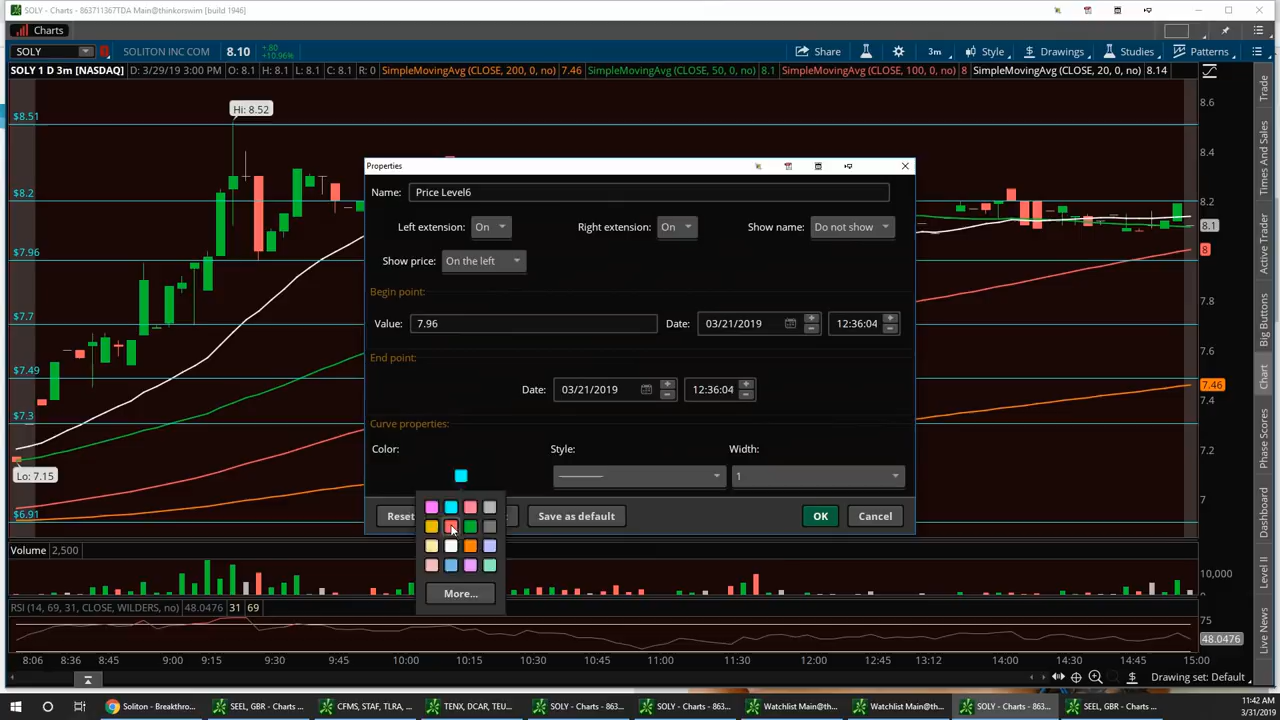 SOLY - Charts - 863711367TDA Main@thinkorswim [build 1946]
Charts
SOLY SOLITON INC COM 8.10 +.80 +10.96% Share 3m Style Drawings Studies Patterns
SOLY 1 D 3m [NASDAQ] D: 3/29/19 3:00 PM O: 8.1 H: 8.1 L: 8.1 C: 8.1 R: 0 SimpleMovingAvg (CLOSE, 200, 0, no) 7.46 SimpleMovingAvg (CLOSE, 50, 0, no) 8.1 SimpleMovingAvg (CLOSE, 100, 0, no) 8 SimpleMovingAvg (CLOSE, 20, 0, no) 8.14
Hi: 8.52
$8.51
$8.2
$7.96
$7.7
$7.49
$7.3
Lo: 7.15
$6.91
8.6
8.4
8.2
8.1
8
7.8
7.6
7.46
7.4
7.2
7
Properties
Name: Price Level6
Left extension: On Right extension: On Show name: Do not show
Show price: On the left
Begin point:
Value: 7.96 Date: 03/21/2019 12:36:04
End point:
Date: 03/21/2019 12:36:04
Curve properties:
Color: Style: Width:
1
Reset Save as default OK Cancel
More...
Volume 2,500
10,000
RSI (14, 69, 31, CLOSE, WILDERS, no) 48.0476 31 69
75
48.0476
8:06 8:36 8:45 9:00 9:15 9:30 9:45 10:00 10:15 10:30 10:45 11:00 11:30 12:00 13:12 14:00 14:30 14:45 15:00
Drawing set: Default
Trade
Times And Sales
Active Trader
Big Buttons
Chart
Phase Scores
Level II
Live News
Soliton - Breakthro... SEEL, GBR - Charts... CFMS, STAF, TLRA, ... TENX, DCAR, TEU... SOLY - Charts - 863... SOLY - Charts - 863... Watchlist Main@th... Watchlist Main@th... SOLY - Charts - 863... SEEL, GBR - Charts...
11:42 AM
3/31/2019